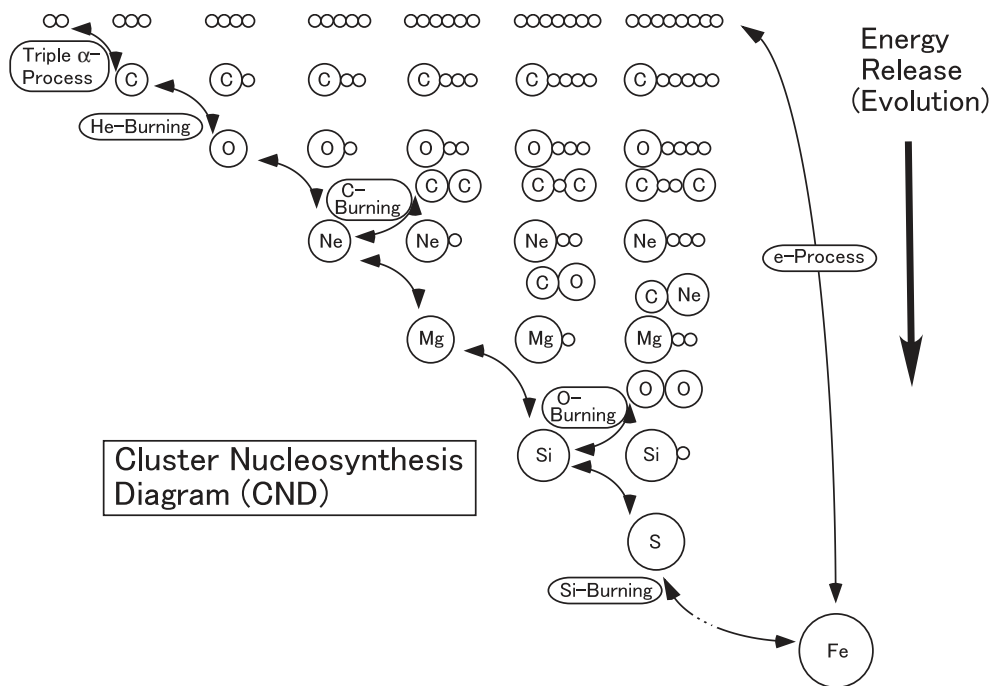 Triple α-
Process
Energy
Release
(Evolution)
C
C
C
C
C
C
He-Burning
O
O
O
O
O
C-
Burning
C C
C C
C C
Ne
Ne
Ne
Ne
e-Process
C O
C Ne
Mg
Mg
Mg
O-
Burning
O O
Cluster Nucleosynthesis
Diagram (CND)
Si
Si
S
Si-Burning
Fe